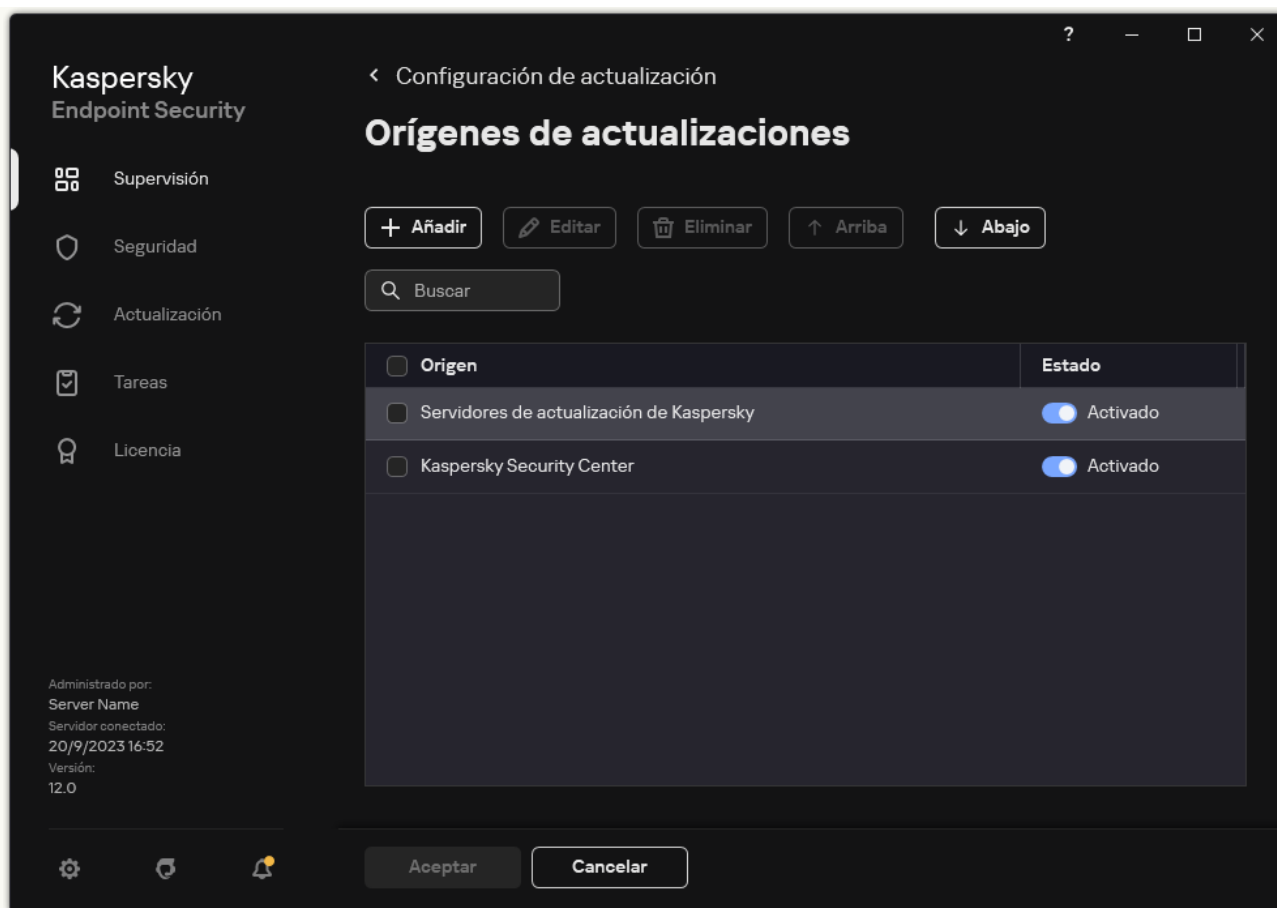 ?
Kaspersky
Endpoint Security
Supervisión
Seguridad
Actualización
Tareas
Licencia
Administrado por:
Server Name
Servidor conectado:
20/9/2023 16:52
Versión:
12.0
Configuración de actualización
Orígenes de actualizaciones
Añadir Editar Eliminar Arriba Abajo
Buscar
Origen Estado
Servidores de actualización de Kaspersky Activado
Kaspersky Security Center Activado
Aceptar Cancelar